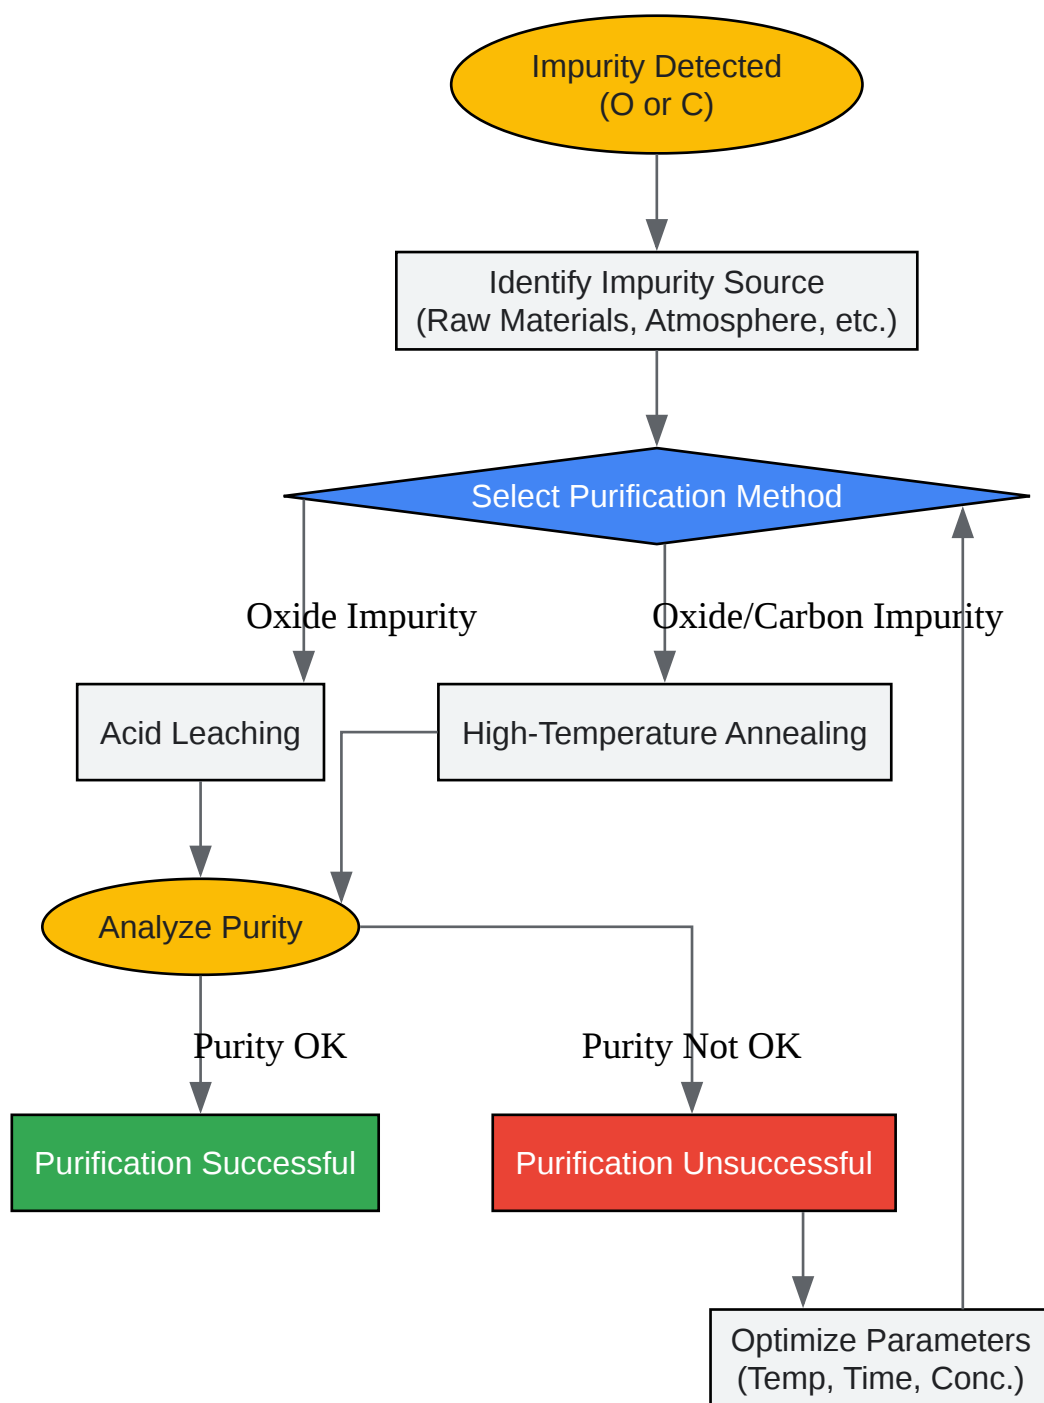 Impurity Detected
(O or C)
Identify Impurity Source
(Raw Materials, Atmosphere, etc.)
Select Purification Method
Oxide Impurity
Oxide/Carbon Impurity
Acid Leaching
High-Temperature Annealing
Analyze Purity
Purity OK
Purity Not OK
Purification Successful
Purification Unsuccessful
Optimize Parameters
(Temp, Time, Conc.)